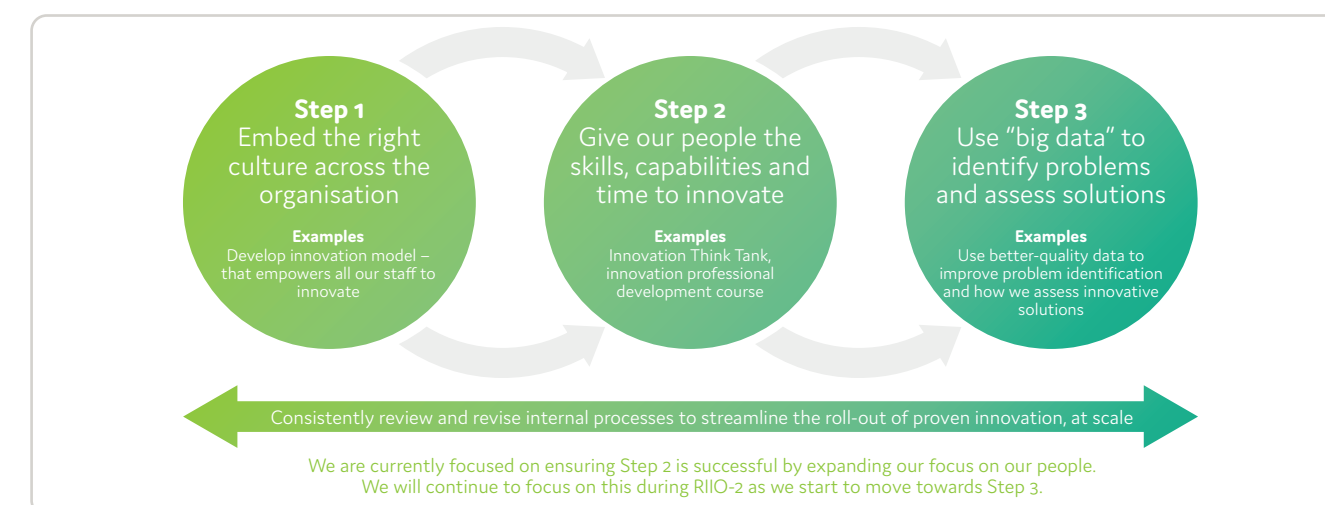 Step 1
Embed the right
culture across the
organisation
Examples
Develop innovation model –
that empowers all our staff to
innovate
Step 2
Give our people the
skills, capabilities and
time to innovate
Examples
Innovation Think Tank,
innovation professional
development course
Step 3
Use “big data” to
identify problems
and assess solutions
Examples
Use better-quality data to
improve problem identification
and how we assess innovative
solutions
Consistently review and revise internal processes to streamline the roll-out of proven innovation, at scale
We are currently focused on ensuring Step 2 is successful by expanding our focus on our people.
We will continue to focus on this during RIIO-2 as we start to move towards Step 3.